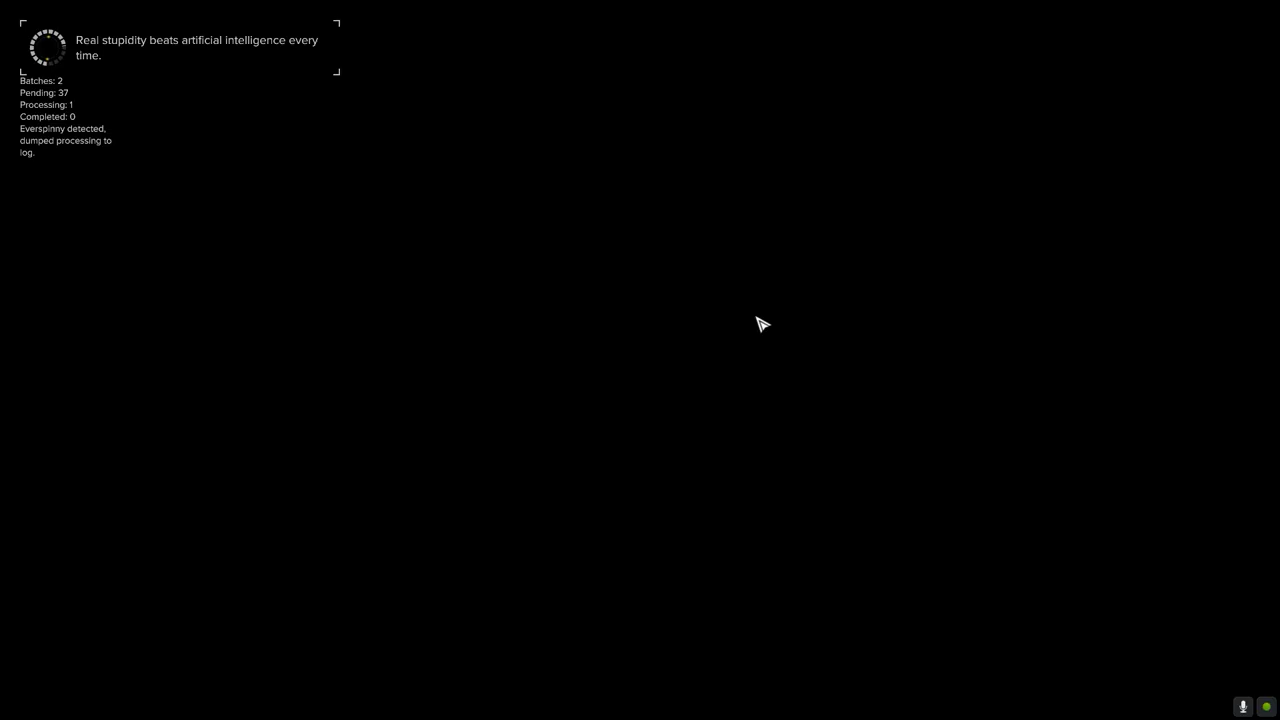 Real stupidity beats artificial intelligence every
time.
Batches: 2
Pending: 37
Processing: 1
Completed: 0
Everspinny detected,
dumped processing to
log.